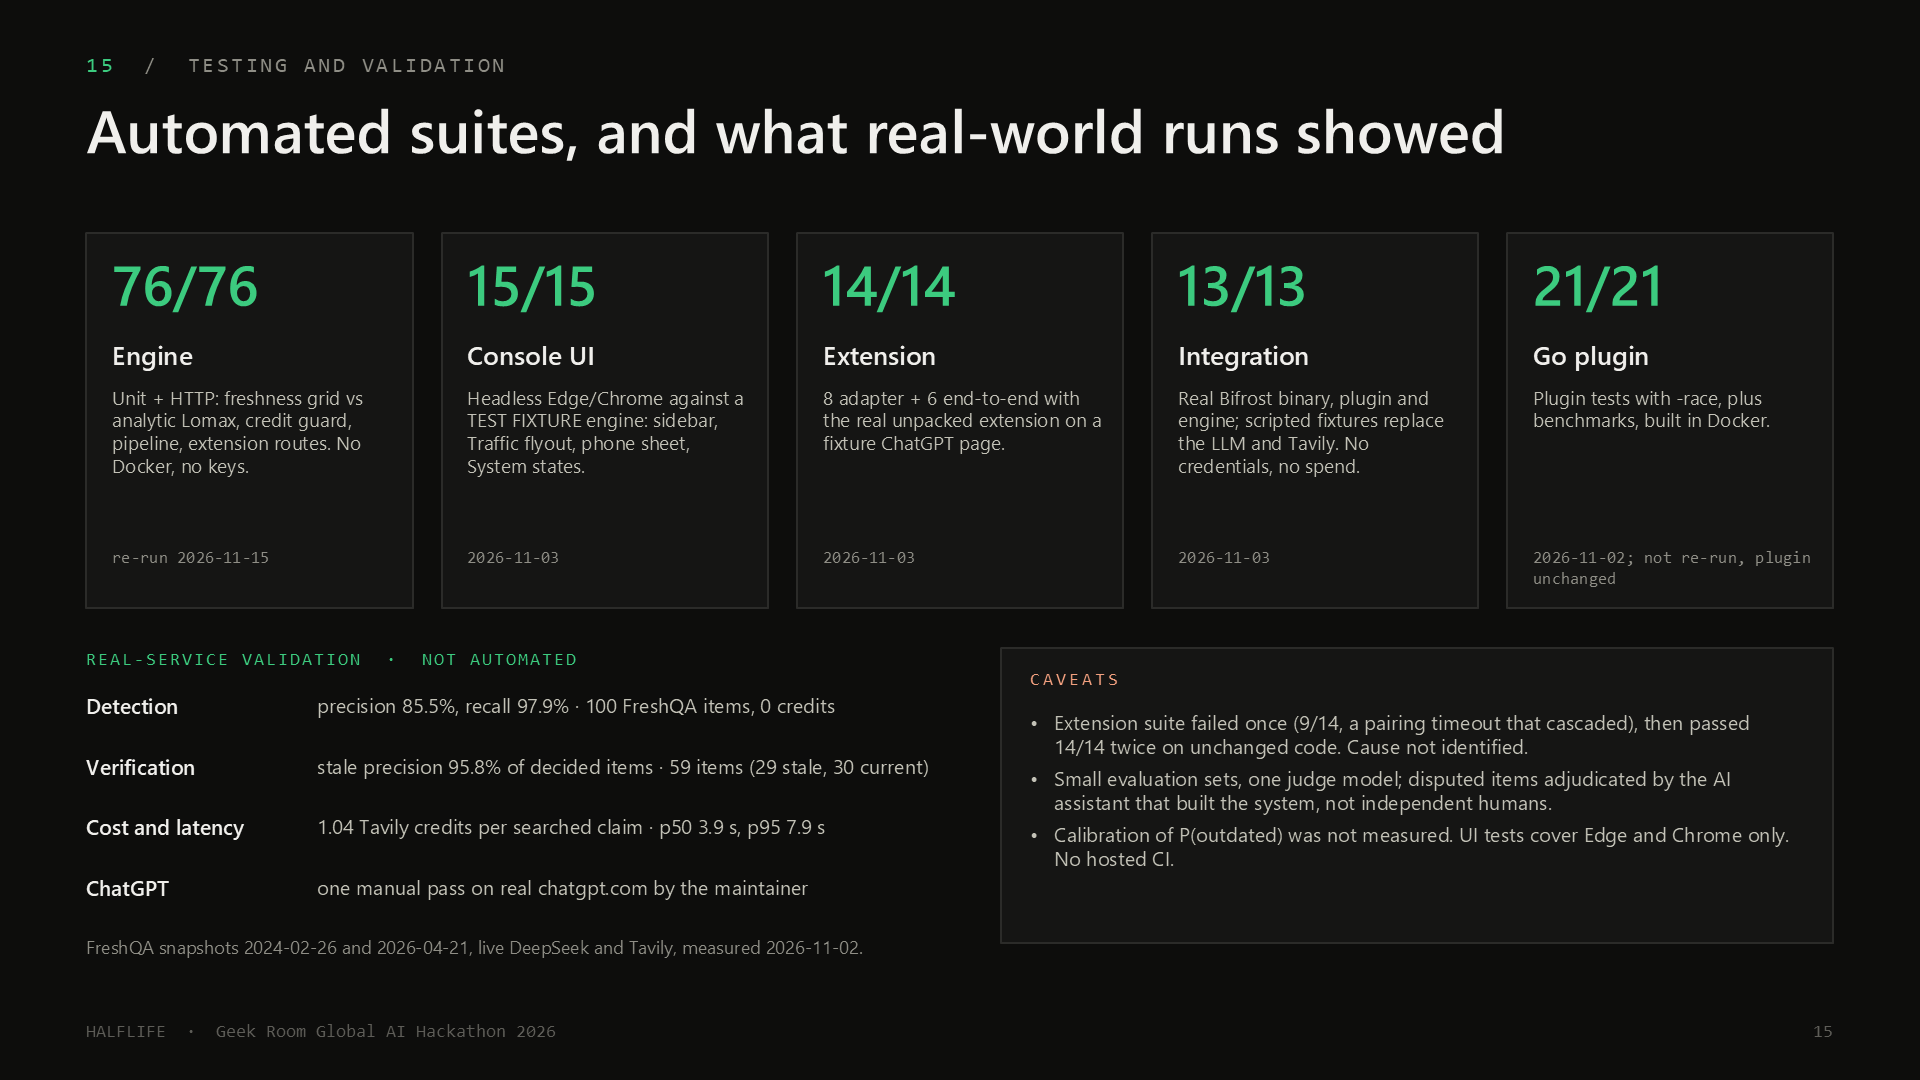 15 / TESTING AND VALIDATION
Automated suites, and what real-world runs showed
76/76
Engine
Unit + HTTP: freshness grid vs
analytic Lomax, credit guard,
pipeline, extension routes. No
Docker, no keys.
re-run 2026-11-15
15/15
Console UI
Headless Edge/Chrome against a
TEST FIXTURE engine: sidebar,
Traffic flyout, phone sheet,
System states.
2026-11-03
14/14
Extension
8 adapter + 6 end-to-end with
the real unpacked extension on a
fixture ChatGPT page.
2026-11-03
13/13
Integration
Real Bifrost binary, plugin and
engine; scripted fixtures replace
the LLM and Tavily. No
credentials, no spend.
2026-11-03
21/21
Go plugin
Plugin tests with -race, plus
benchmarks, built in Docker.
2026-11-02; not re-run, plugin
unchanged
REAL-SERVICE VALIDATION · NOT AUTOMATED
Detection precision 85.5%, recall 97.9% · 100 FreshQA items, 0 credits
Verification stale precision 95.8% of decided items · 59 items (29 stale, 30 current)
Cost and latency 1.04 Tavily credits per searched claim · p50 3.9 s, p95 7.9 s
ChatGPT one manual pass on real chatgpt.com by the maintainer
FreshQA snapshots 2024-02-26 and 2026-04-21, live DeepSeek and Tavily, measured 2026-11-02.
CAVEATS
• Extension suite failed once (9/14, a pairing timeout that cascaded), then passed
14/14 twice on unchanged code. Cause not identified.
• Small evaluation sets, one judge model; disputed items adjudicated by the AI
assistant that built the system, not independent humans.
• Calibration of P(outdated) was not measured. UI tests cover Edge and Chrome only.
No hosted CI.
HALFLIFE · Geek Room Global AI Hackathon 2026
15